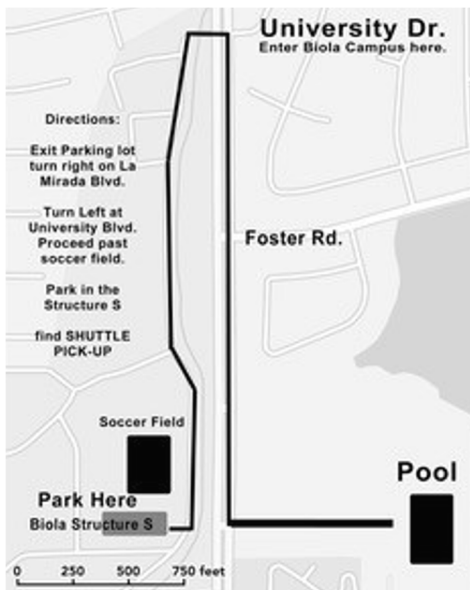 University Dr.
Enter Biola Campus here.
Directions:
Exit Parking lot
turn right on La
Mirada Blvd.
Turn Left at
University Blvd.
Proceed past
soccer field.
Park in the
Structure S
find SHUTTLE
PICK-UP
Foster Rd.
Soccer Field
Park Here
Biola Structure S
Pool
0 250 500 750 feet